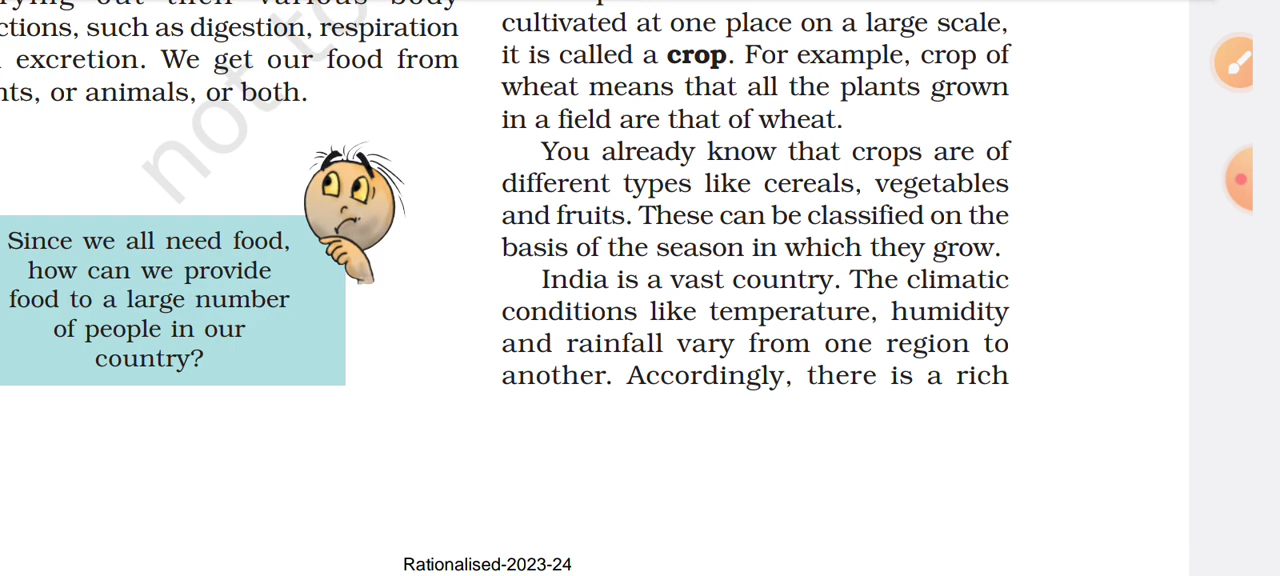 ctions, such as digestion, respiration
excretion. We get our food from
nts, or animals, or both.
Since we all need food,
how can we provide
food to a large number
of people in our
country?
cultivated at one place on a large scale,
it is called a crop. For example, crop of
wheat means that all the plants grown
in a field are that of wheat.
You already know that crops are of
different types like cereals, vegetables
and fruits. These can be classified on the
basis of the season in which they grow.
India is a vast country. The climatic
conditions like temperature, humidity
and rainfall vary from one region to
another. Accordingly, there is a rich
not to
Rationalised-2023-24